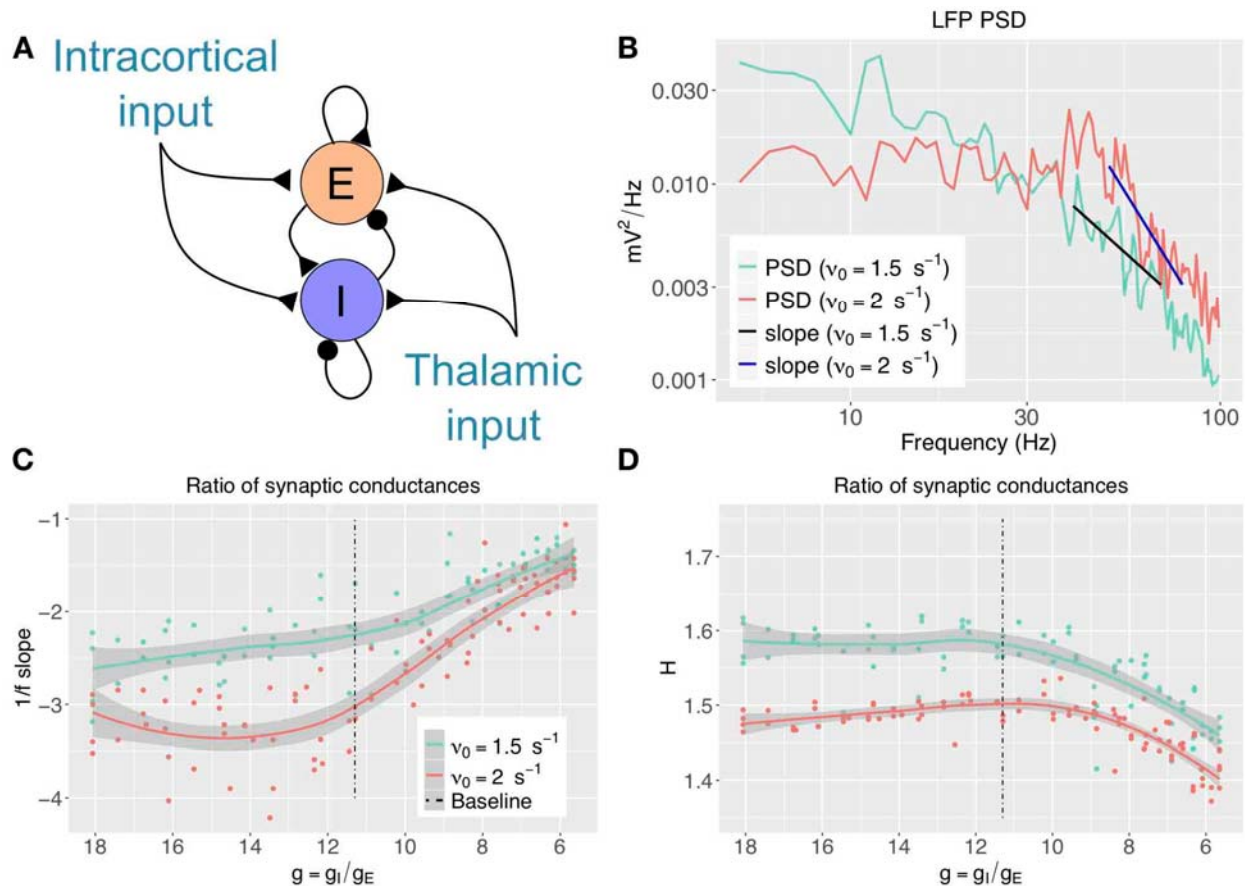 A
Intracortical
input
E
I
Thalamic
input
B
LFP PSD
0.030
0.010
0.003
0.001
mV²/Hz
PSD (ν₀ = 1.5 s⁻¹)
PSD (ν₀ = 2 s⁻¹)
slope (ν₀ = 1.5 s⁻¹)
slope (ν₀ = 2 s⁻¹)
10
30
100
Frequency (Hz)
C
Ratio of synaptic conductances
−1
−2
−3
−4
1/f slope
ν₀ = 1.5 s⁻¹
ν₀ = 2 s⁻¹
Baseline
18
16
14
12
10
8
6
g = gI/gE
D
Ratio of synaptic conductances
1.7
1.6
1.5
1.4
H
18
16
14
12
10
8
6
g = gI/gE